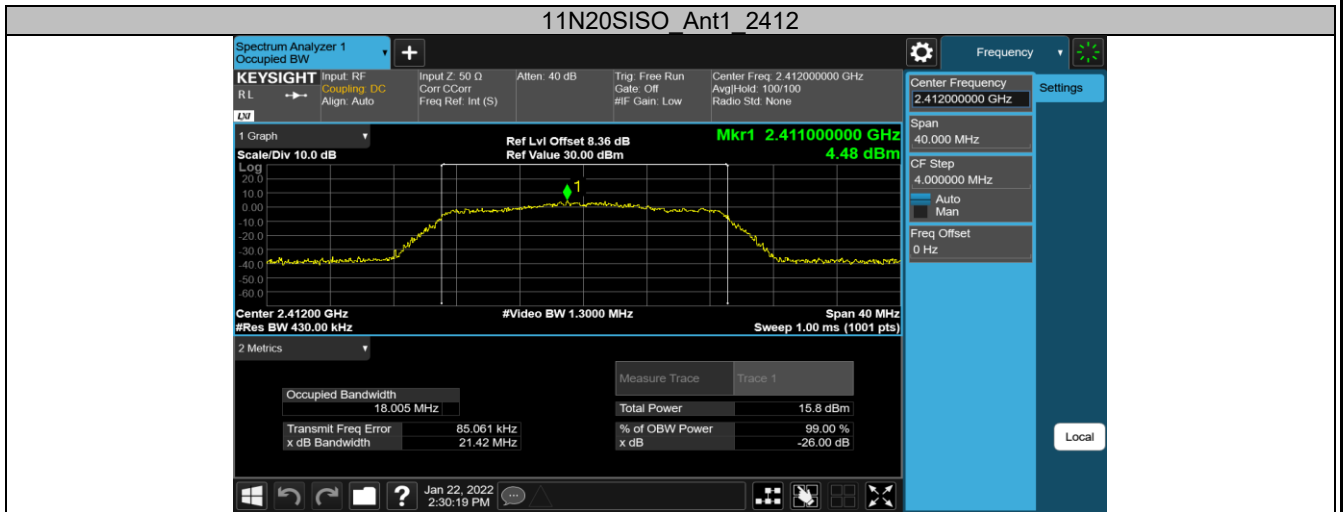 11N20SISO_Ant1_2412
Spectrum Analyzer 1
Occupied BW
Frequency
KEYSIGHT
RL
LXI
Input: RF
Coupling: DC
Align: Auto
Input Z: 50 Ω
Corr CCorr
Freq Ref: Int (S)
Atten: 40 dB
Trig: Free Run
Gate: Off
#IF Gain: Low
Center Freq: 2.412000000 GHz
Avg|Hold: 100/100
Radio Std: None
Center Frequency
2.412000000 GHz
Settings
Span
40.000 MHz
CF Step
4.000000 MHz
Auto
Man
Freq Offset
0 Hz
1 Graph
Scale/Div 10.0 dB
Ref Lvl Offset 8.36 dB
Ref Value 30.00 dBm
Mkr1 2.411000000 GHz
4.48 dBm
Log
20.0
10.0
0.00
-10.0
-20.0
-30.0
-40.0
-50.0
-60.0
1
Center 2.41200 GHz
#Res BW 430.00 kHz
#Video BW 1.3000 MHz
Span 40 MHz
Sweep 1.00 ms (1001 pts)
2 Metrics
Measure Trace Trace 1
Occupied Bandwidth
18.005 MHz
Total Power 15.8 dBm
Transmit Freq Error 85.061 kHz
% of OBW Power 99.00 %
x dB Bandwidth 21.42 MHz
x dB -26.00 dB
Local
?
Jan 22, 2022
2:30:19 PM